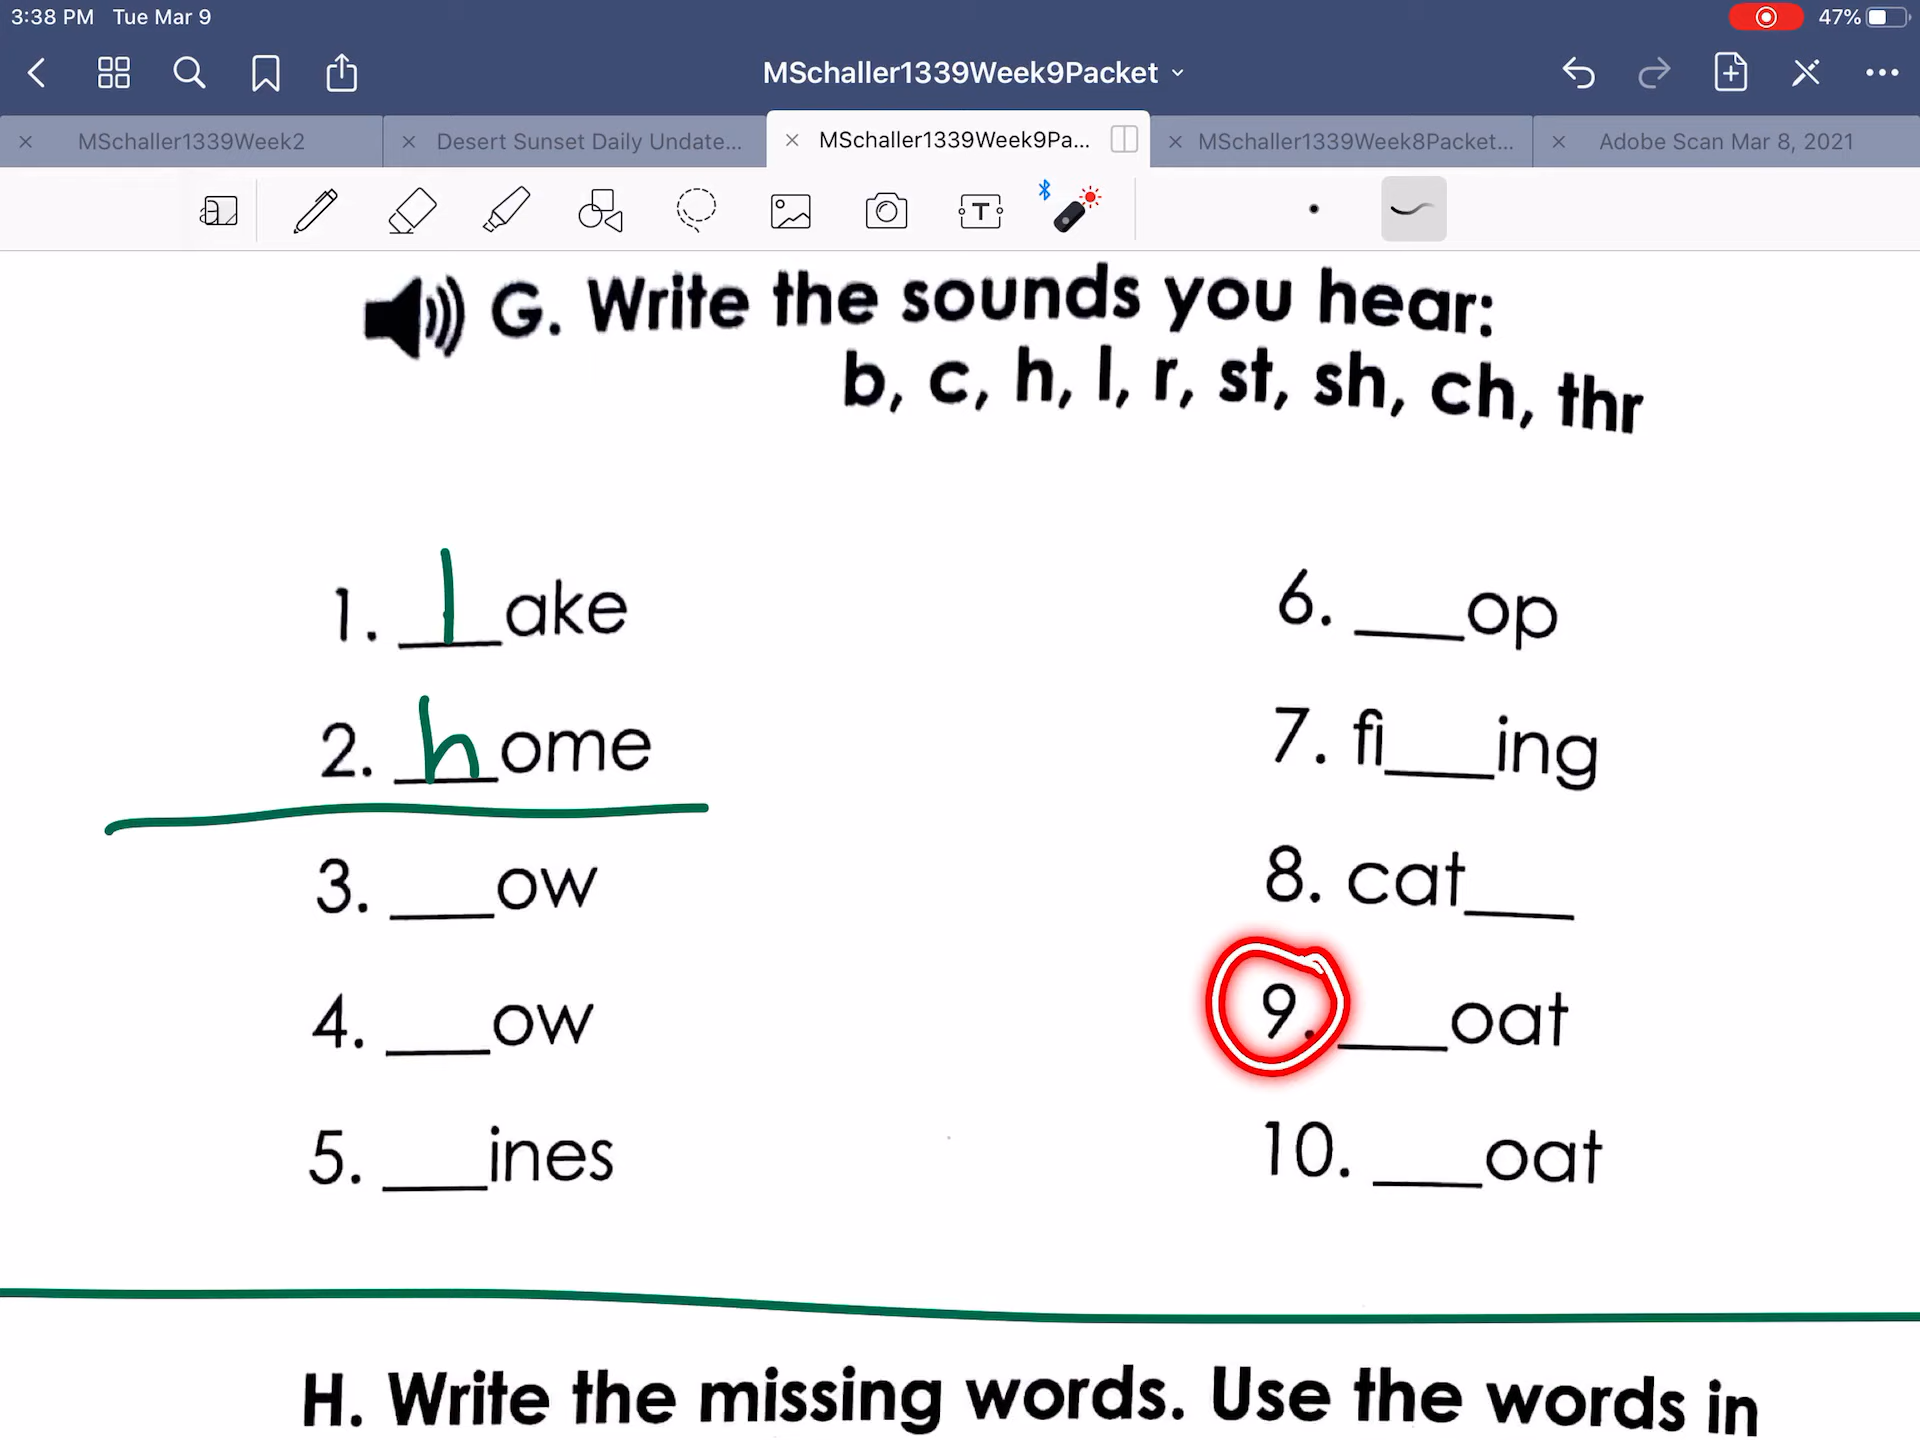 3:38 PM Tue Mar 9
47%
MSchaller1339Week9Packet
MSchaller1339Week2
Desert Sunset Daily Undate...
MSchaller1339Week9Pa...
MSchaller1339Week8Packet...
Adobe Scan Mar 8, 2021
G. Write the sounds you hear:
b, c, h, l, r, st, sh, ch, thr
1. lake
2. home
3. ___ow
4. ___ow
5. ___ines
6. ___op
7. fi___ing
8. cat___
9. ___oat
10. ___oat
H. Write the missing words. Use the words in